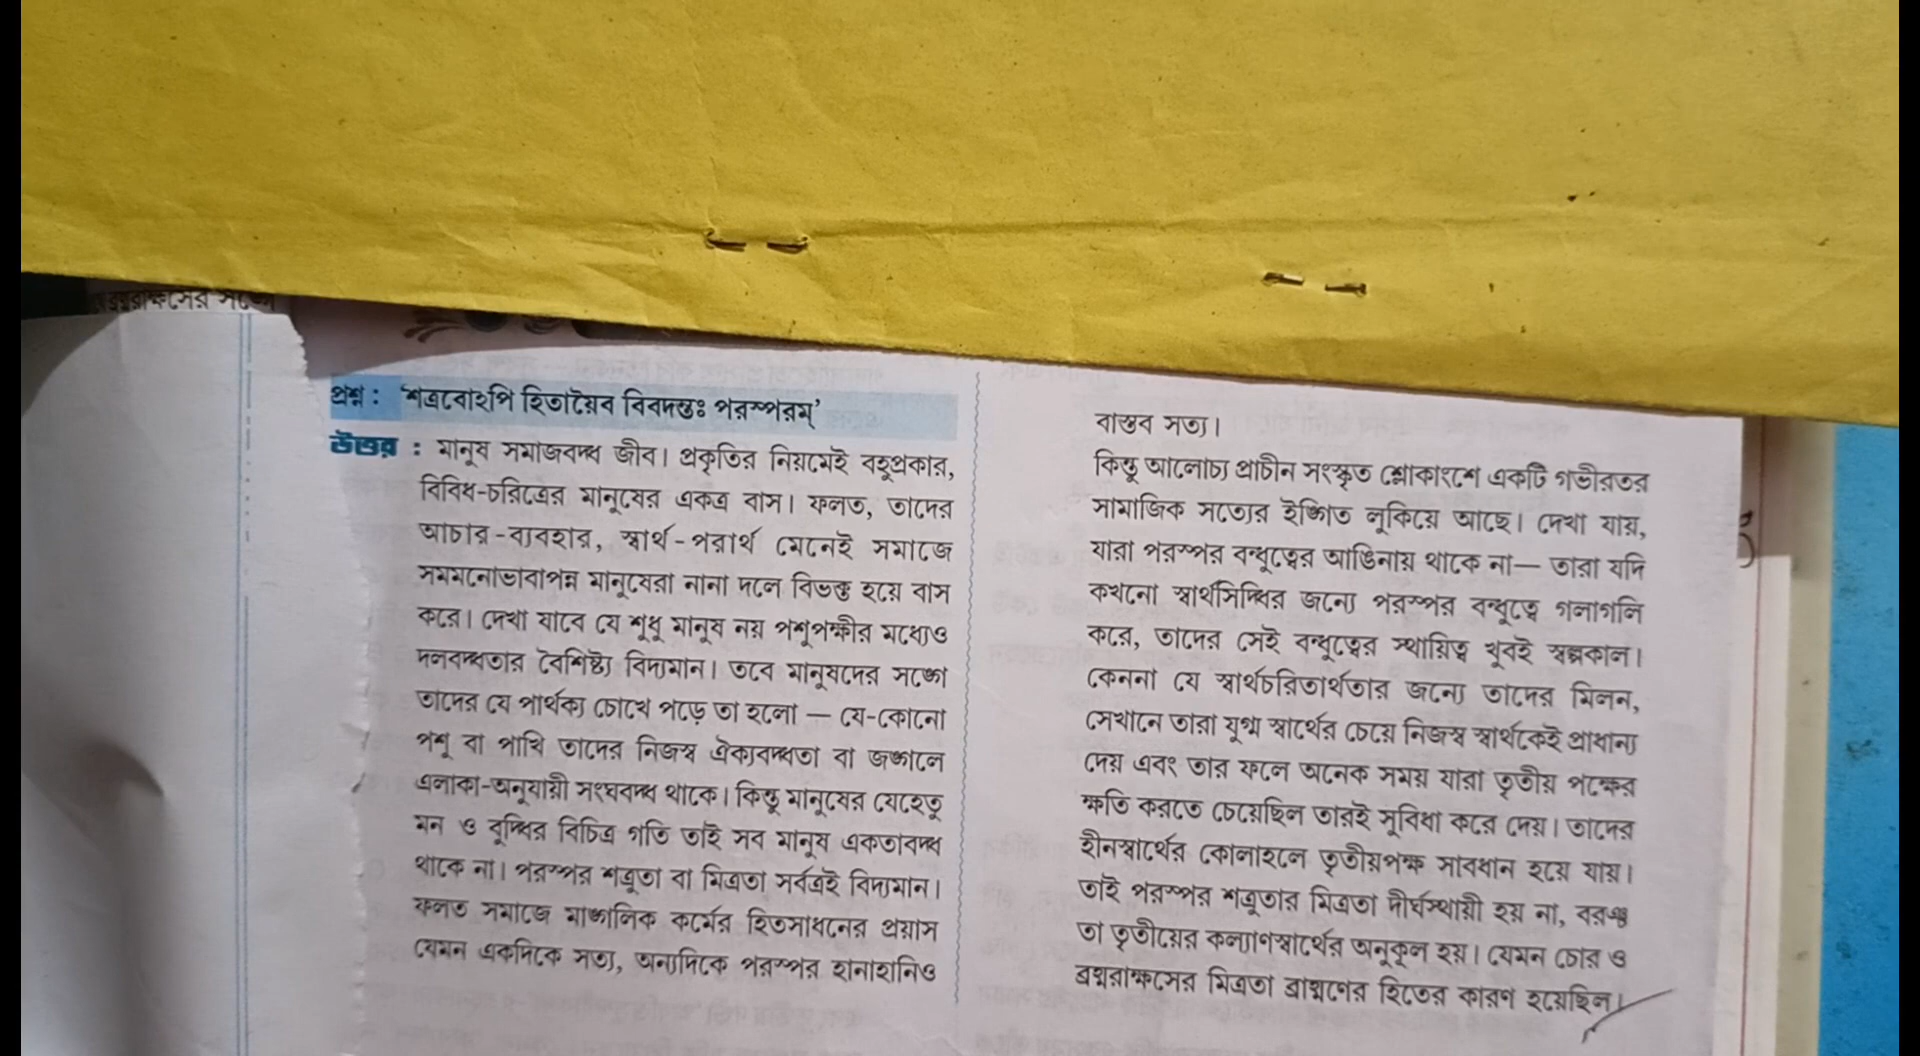 ব্রহ্মরাক্ষসের সঙ্গে
প্রশ্ন : 'শত্রবোঽপি হিতায়ৈব বিবদন্তঃ পরস্পরম্'
উত্তর : মানুষ সমাজবদ্ধ জীব। প্রকৃতির নিয়মেই বহুপ্রকার,
বিবিধ-চরিত্রের মানুষের একত্র বাস। ফলত, তাদের
আচার-ব্যবহার, স্বার্থ-পরার্থ মেনেই সমাজে
সমমনোভাবাপন্ন মানুষেরা নানা দলে বিভক্ত হয়ে বাস
করে। দেখা যাবে যে শুধু মানুষ নয় পশুপক্ষীর মধ্যেও
দলবদ্ধতার বৈশিষ্ট্য বিদ্যমান। তবে মানুষদের সঙ্গে
তাদের যে পার্থক্য চোখে পড়ে তা হলো — যে-কোনো
পশু বা পাখি তাদের নিজস্ব ঐক্যবদ্ধতা বা জঙ্গলে
এলাকা-অনুযায়ী সংঘবদ্ধ থাকে। কিন্তু মানুষের যেহেতু
মন ও বুদ্ধির বিচিত্র গতি তাই সব মানুষ একতাবদ্ধ
থাকে না। পরস্পর শত্রুতা বা মিত্রতা সর্বত্রই বিদ্যমান।
ফলত সমাজে মাঙ্গলিক কর্মের হিতসাধনের প্রয়াস
যেমন একদিকে সত্য, অন্যদিকে পরস্পর হানাহানিও
বাস্তব সত্য।
কিন্তু আলোচ্য প্রাচীন সংস্কৃত শ্লোকাংশে একটি গভীরতর
সামাজিক সত্যের ইঙ্গিত লুকিয়ে আছে। দেখা যায়,
যারা পরস্পর বন্ধুত্বের আঙিনায় থাকে না— তারা যদি
কখনো স্বার্থসিদ্ধির জন্যে পরস্পর বন্ধুত্বে গলাগলি
করে, তাদের সেই বন্ধুত্বের স্থায়িত্ব খুবই স্বল্পকাল।
কেননা যে স্বার্থচরিতার্থতার জন্যে তাদের মিলন,
সেখানে তারা যুগ্ম স্বার্থের চেয়ে নিজস্ব স্বার্থকেই প্রাধান্য
দেয় এবং তার ফলে অনেক সময় যারা তৃতীয় পক্ষের
ক্ষতি করতে চেয়েছিল তারই সুবিধা করে দেয়। তাদের
হীনস্বার্থের কোলাহলে তৃতীয়পক্ষ সাবধান হয়ে যায়।
তাই পরস্পর শত্রুতার মিত্রতা দীর্ঘস্থায়ী হয় না, বরঞ্চ
তা তৃতীয়ের কল্যাণস্বার্থের অনুকূল হয়। যেমন চোর ও
ব্রহ্মরাক্ষসের মিত্রতা ব্রাহ্মণের হিতের কারণ হয়েছিল।